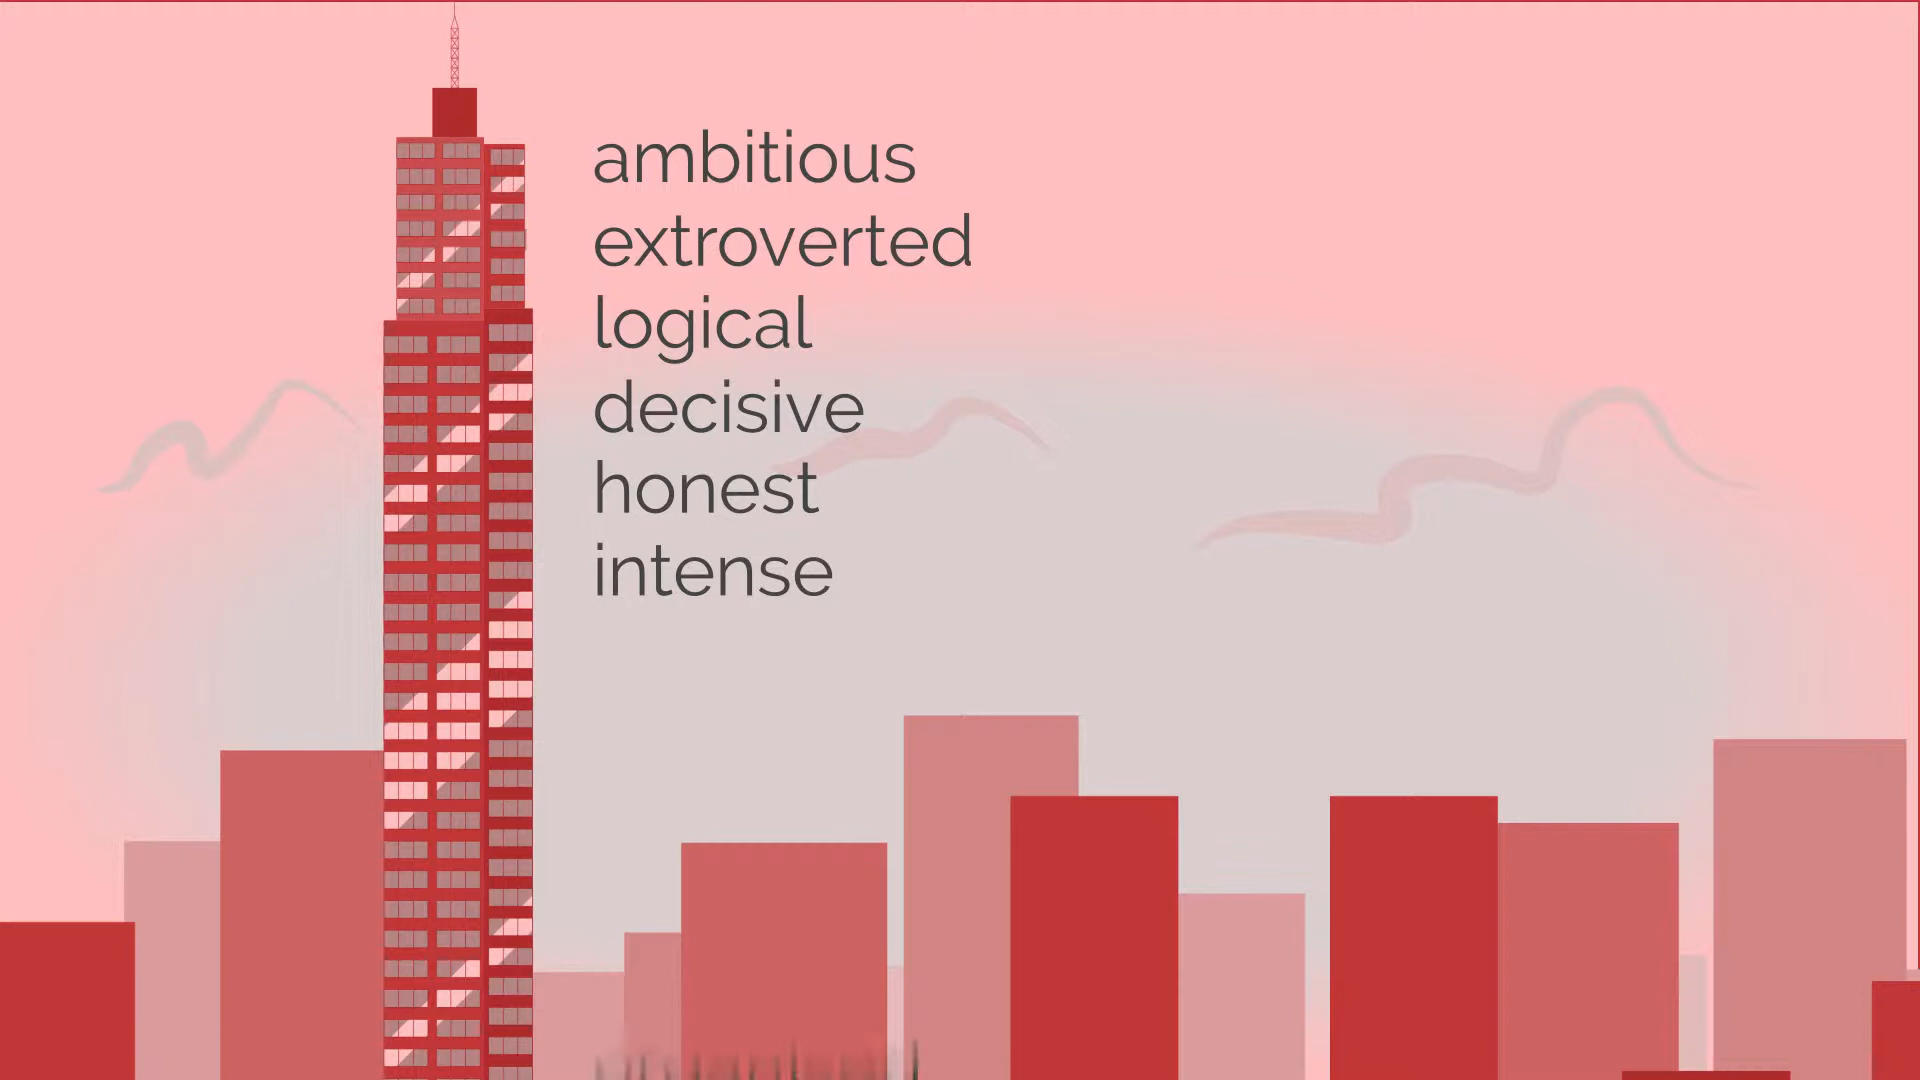 ambitious
extroverted
logical
decisive
honest
intense